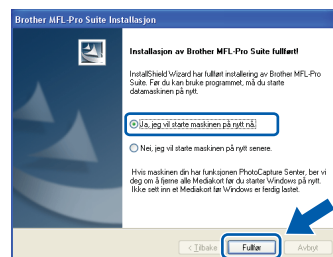 Brother MFL-Pro Suite Installasjon
Installasjon av Brother MFL-Pro Suite fullført!
InstallShield Wizard har fullført installering av Brother MFL-Pro
Suite. Før du kan bruke programmet, må du starte
datamaskinen på nytt.
Ja, jeg vil starte maskinen på nytt nå.
Nei, jeg vil starte maskinen på nytt senere.
Hvis maskinen din har funksjonen PhotoCapture Center, ber vi
deg om å fjerne alle Mediakort før du starter Windows på nytt.
Ikke sett inn et Mediakort før Windows er ferdig lastet.
< Tilbake Fullfør Avbryt